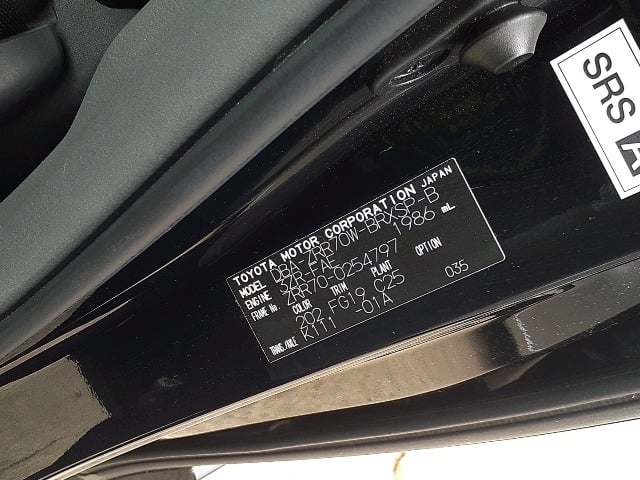 TOYOTA MOTOR CORPORATION JAPAN
MODEL DBA-ZRR70W-BRXSP-B
ENGINE 3ZR-FAE 1986 mL
FRAME No. ZRR70-0254797
COLOR TRIM PLANT OPTION
202 FG19 C25 035
TRANS/AXLE K111 -01A
SRS A